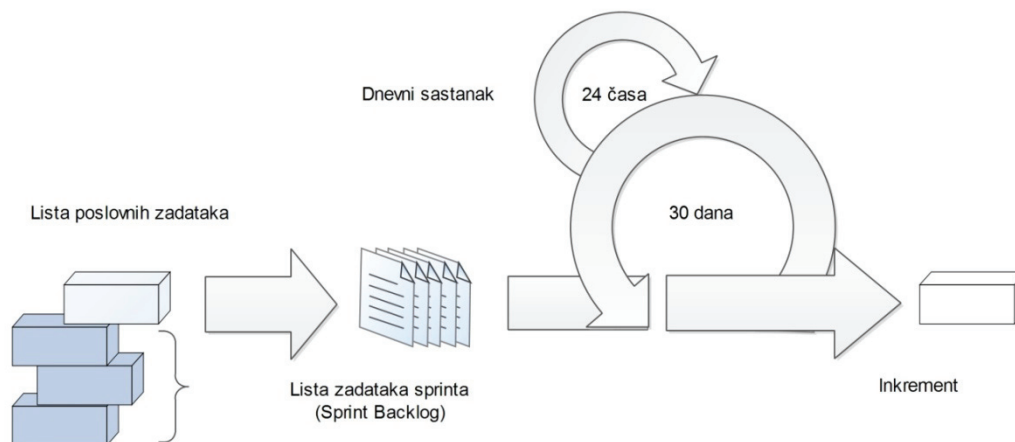 Dnevni sastanak
24 časa
Lista poslovnih zadataka
30 dana
Lista zadataka sprinta
(Sprint Backlog)
Inkrement